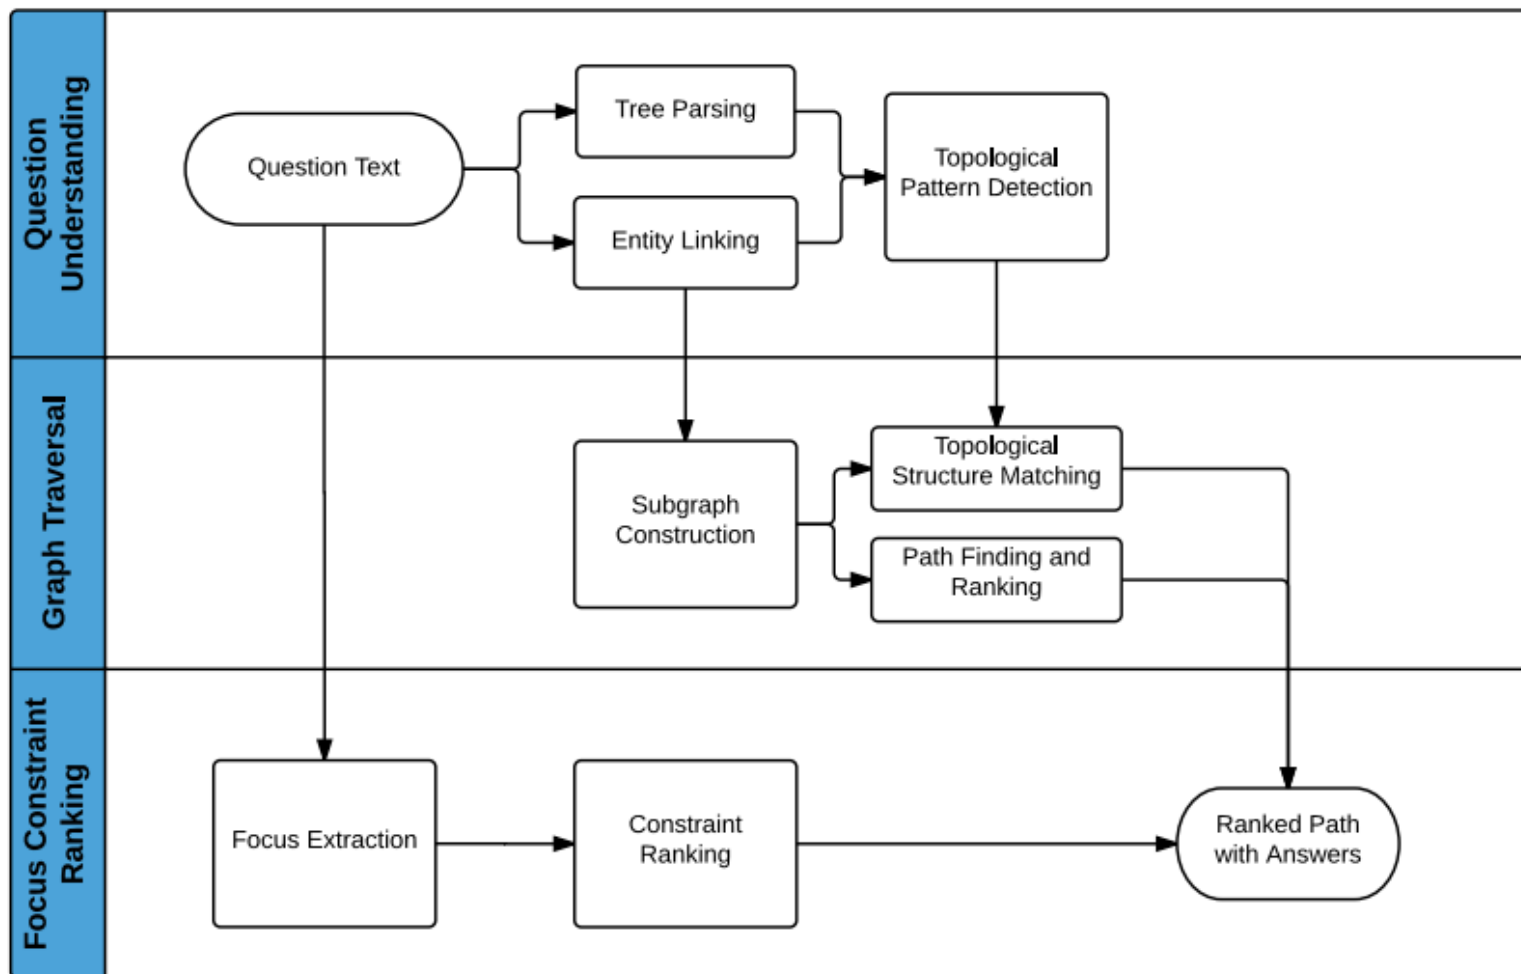 Question
Understanding
Question Text
Tree Parsing
Entity Linking
Topological
Pattern Detection
Graph Traversal
Subgraph
Construction
Topological
Structure Matching
Path Finding and
Ranking
Focus Constraint
Ranking
Focus Extraction
Constraint
Ranking
Ranked Path
with Answers